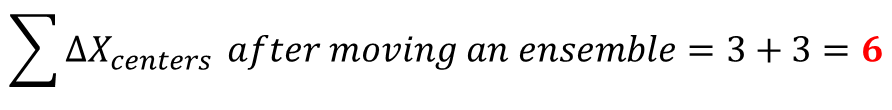 ∑ ΔX_centers after moving an ensemble = 3 + 3 = 6